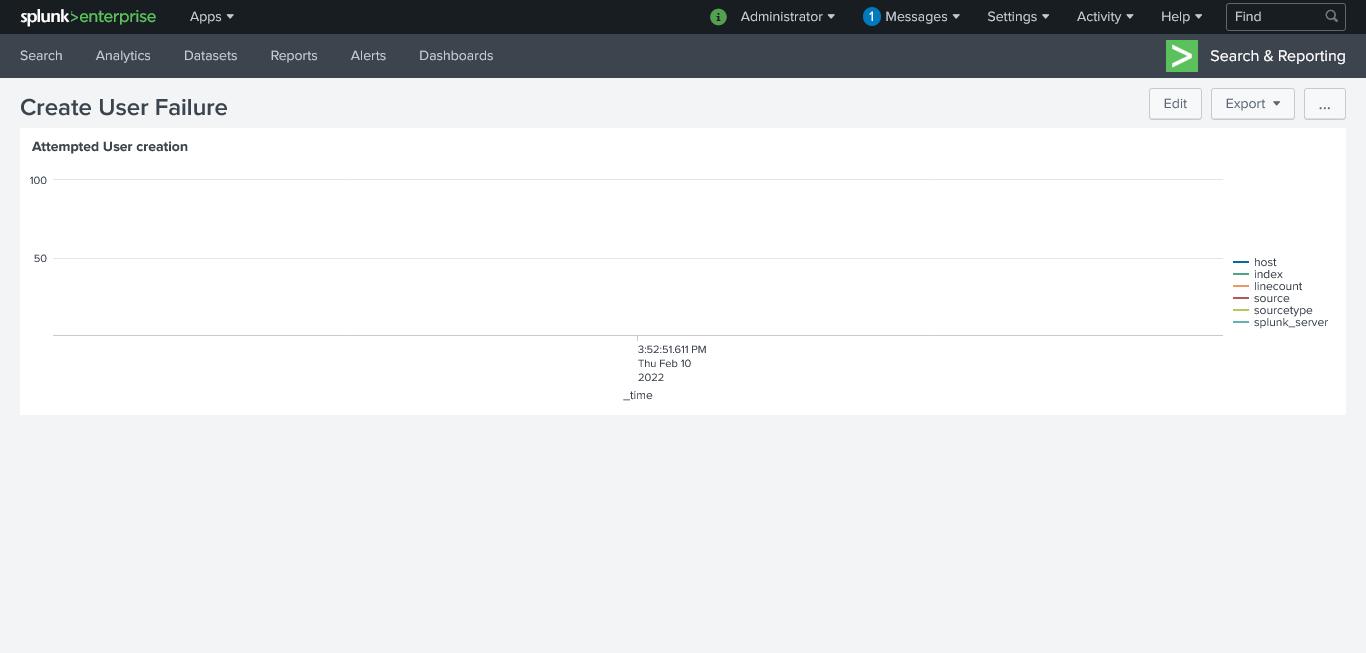 splunk>enterprise Apps Administrator 1 Messages Settings Activity Help Find
Search Analytics Datasets Reports Alerts Dashboards Search & Reporting
Create User Failure Edit Export ...
Attempted User creation
100
50
host
index
linecount
source
sourcetype
splunk_server
3:52:51.611 PM
Thu Feb 10
2022
_time